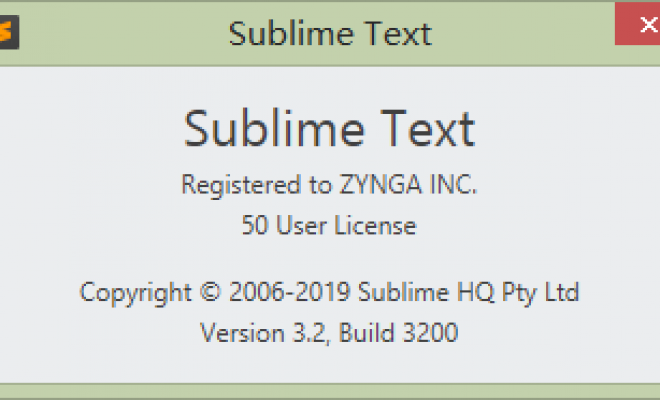 Sublime Text
Sublime Text
Registered to ZYNGA INC.
50 User License
Copyright © 2006-2019 Sublime HQ Pty Ltd
Version 3.2, Build 3200